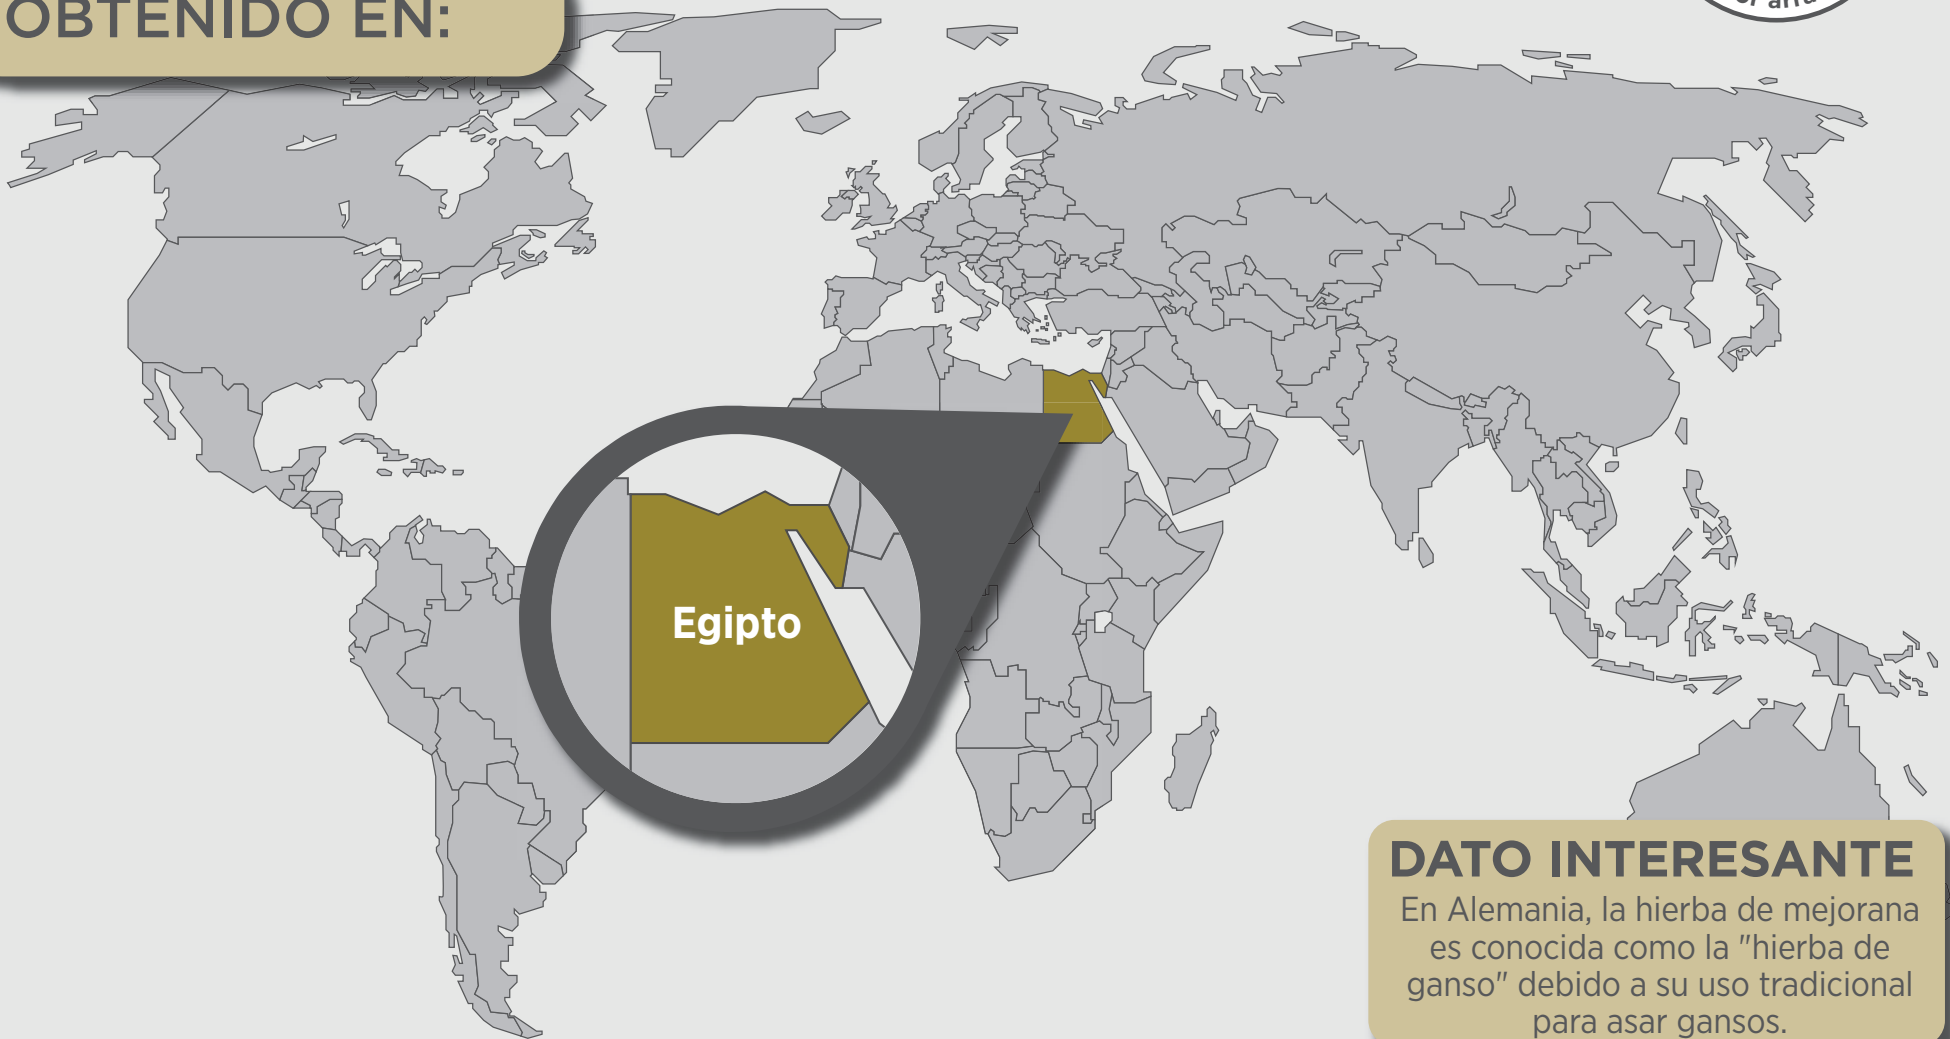 OBTENIDO EN:
Egipto
DATO INTERESANTE
En Alemania, la hierba de mejorana
es conocida como la "hierba de
ganso" debido a su uso tradicional
para asar gansos.